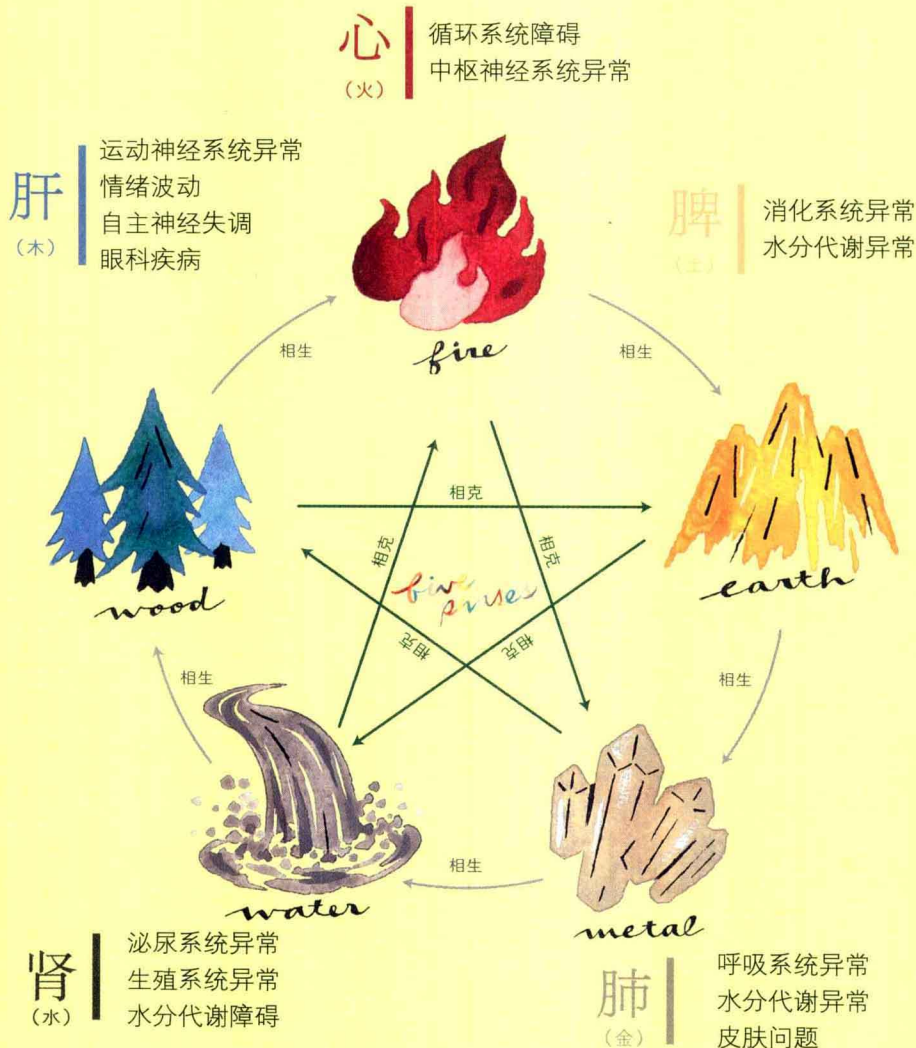 心
（火）
循环系统障碍
中枢神经系统异常
肝
（木）
运动神经系统异常
情绪波动
自主神经失调
眼科疾病
脾
（土）
消化系统异常
水分代谢异常
相生
fire
相生
相克
wood
相克
相克
earth
five
senses
相克
相克
相生
相生
相生
water
metal
肾
（水）
泌尿系统异常
生殖系统异常
水分代谢障碍
肺
（金）
呼吸系统异常
水分代谢异常
皮肤问题